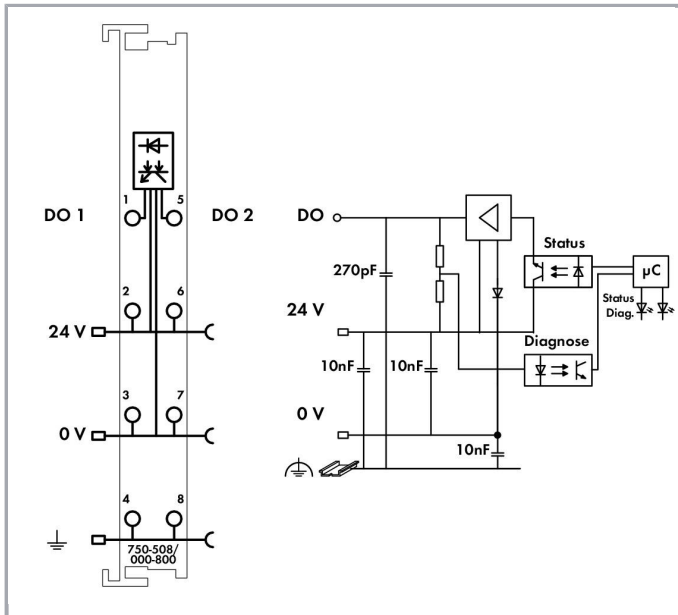 1
5
DO 1
DO 2
2
6
24 V
3
7
0 V
4
8
750-508/
000-800
DO
Status
270pF
µC
24 V
Status
Diag.
Diagnose
10nF
10nF
0 V
10nF